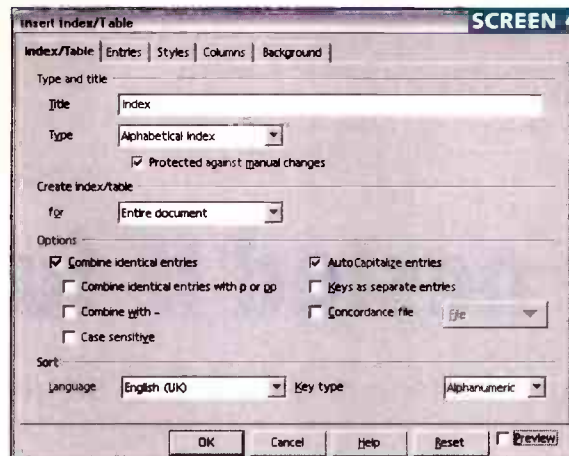 Insert Index/Table
SCREEN 4
Index/Table Entries Styles Columns Background
Type and title
Title Index
Type Alphabetical Index
Protected against manual changes
Create index/table
for Entire document
Options
Combine identical entries AutoCapitalize entries
Combine identical entries with p or pp Keys as separate entries
Combine with - Concordance file File
Case sensitive
Sort
Language English (UK) Key type Alphanumeric
OK Cancel Help Reset Preview